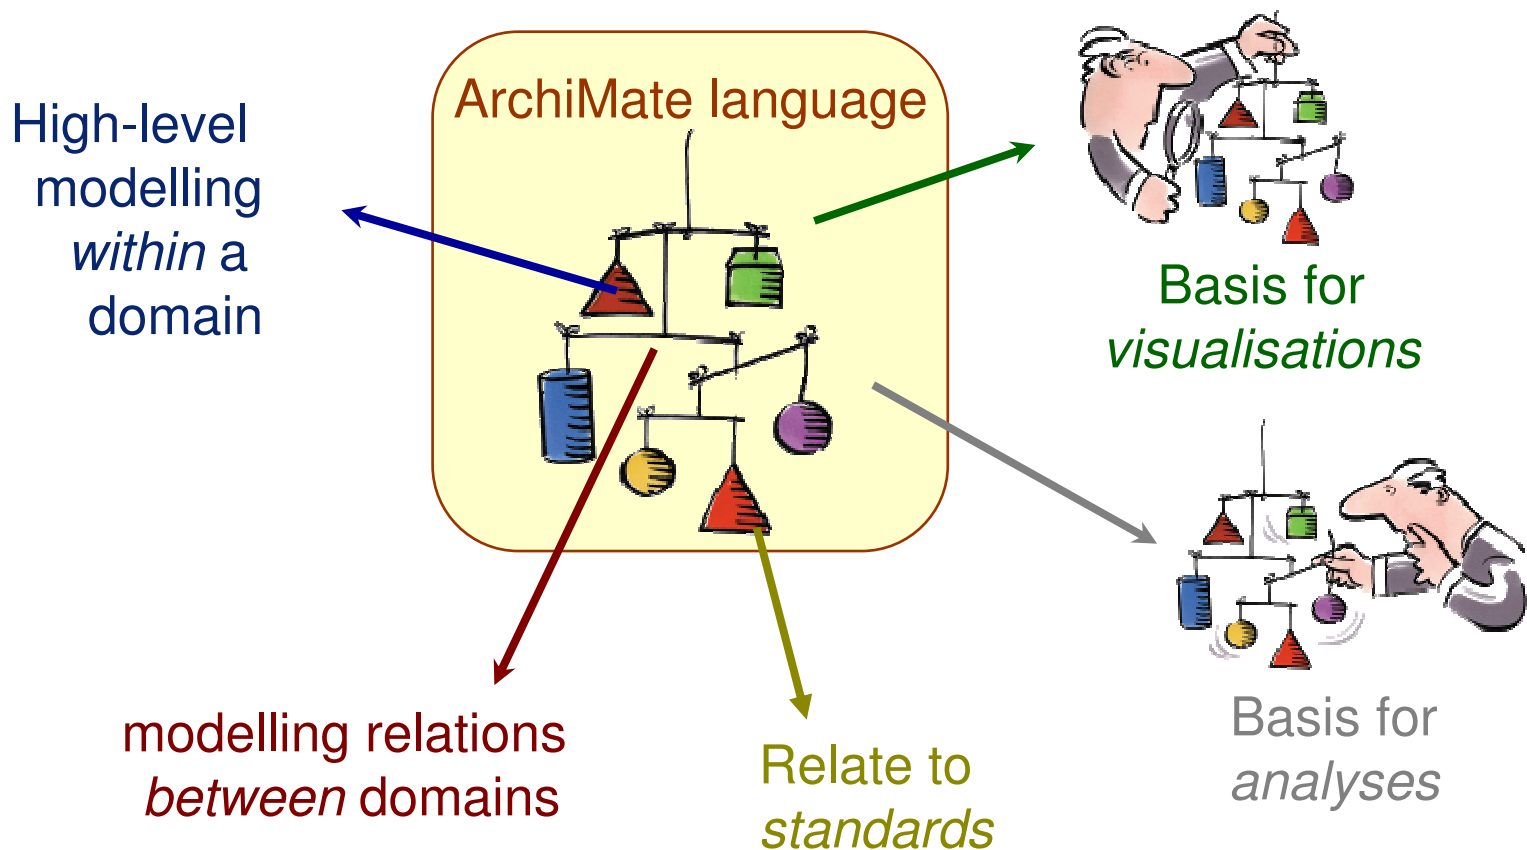 ArchiMate language
High-level
modelling
within a
domain
Basis for
visualisations
modelling relations
between domains
Relate to
standards
Basis for
analyses